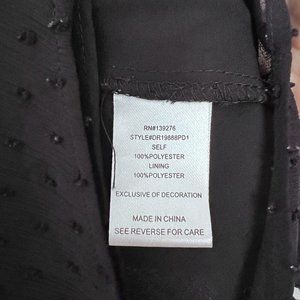 RN#139276
STYLE#DR19888PD1
SELF
100%POLYESTER
LINING
100%POLYESTER
EXCLUSIVE OF DECORATION
MADE IN CHINA
SEE REVERSE FOR CARE